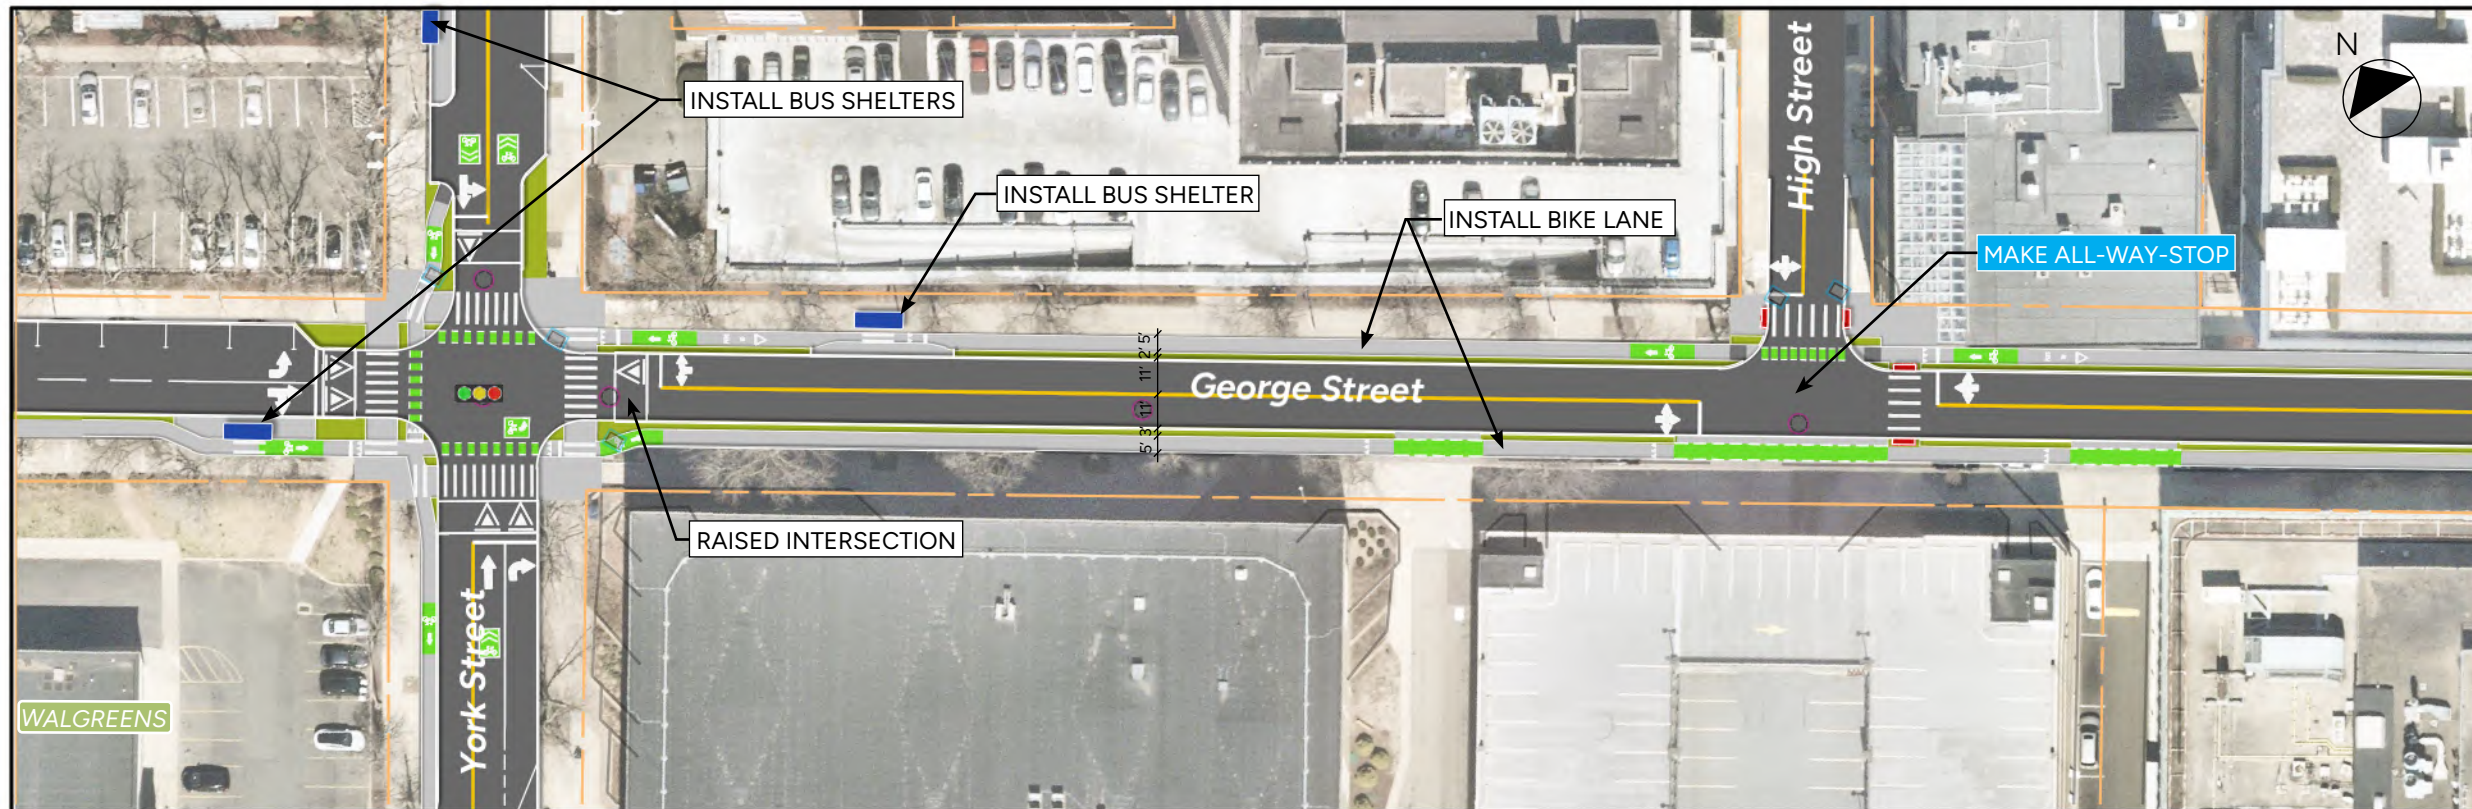 INSTALL BUS SHELTERS
High Street
N
INSTALL BUS SHELTER
INSTALL BIKE LANE
MAKE ALL-WAY-STOP
5'
2'
11'
11'
3'
5'
George Street
RAISED INTERSECTION
York Street
WALGREENS